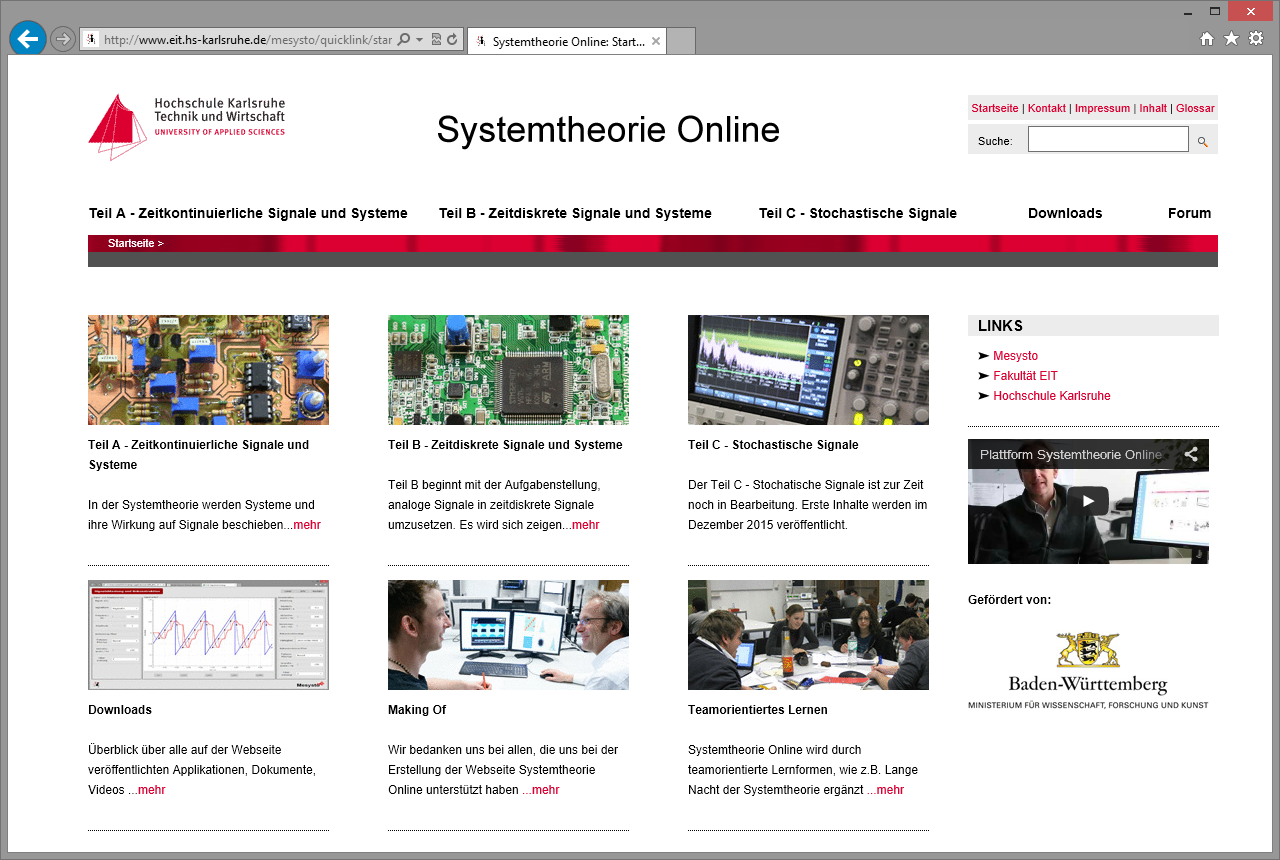 http://www.eit.hs-karlsruhe.de/mesysto/quicklink/star
Systemtheorie Online: Start...
Hochschule Karlsruhe
Technik und Wirtschaft
UNIVERSITY OF APPLIED SCIENCES
Systemtheorie Online
Startseite | Kontakt | Impressum | Inhalt | Glossar
Suche:
Teil A - Zeitkontinuierliche Signale und Systeme
Teil B - Zeitdiskrete Signale und Systeme
Teil C - Stochastische Signale
Downloads
Forum
Startseite >
Teil A - Zeitkontinuierliche Signale und
Systeme
In der Systemtheorie werden Systeme und
ihre Wirkung auf Signale beschieben...mehr
Teil B - Zeitdiskrete Signale und Systeme
Teil B beginnt mit der Aufgabenstellung,
analoge Signale in zeitdiskrete Signale
umzusetzen. Es wird sich zeigen...mehr
ARM
Teil C - Stochastische Signale
Der Teil C - Stochatische Signale ist zur Zeit
noch in Bearbeitung. Erste Inhalte werden im
Dezember 2015 veröffentlicht.
LINKS
➢ Mesysto
➢ Fakultät EIT
➢ Hochschule Karlsruhe
Plattform Systemtheorie Online
Gefördert von:
Baden-Württemberg
MINISTERIUM FÜR WISSENSCHAFT, FORSCHUNG UND KUNST
Mesysto
Downloads
Überblick über alle auf der Webseite
veröffentlichten Applikationen, Dokumente,
Videos ...mehr
Making Of
Wir bedanken uns bei allen, die uns bei der
Erstellung der Webseite Systemtheorie
Online unterstützt haben ...mehr
Teamorientiertes Lernen
Systemtheorie Online wird durch
teamorientierte Lernformen, wie z.B. Lange
Nacht der Systemtheorie ergänzt ...mehr